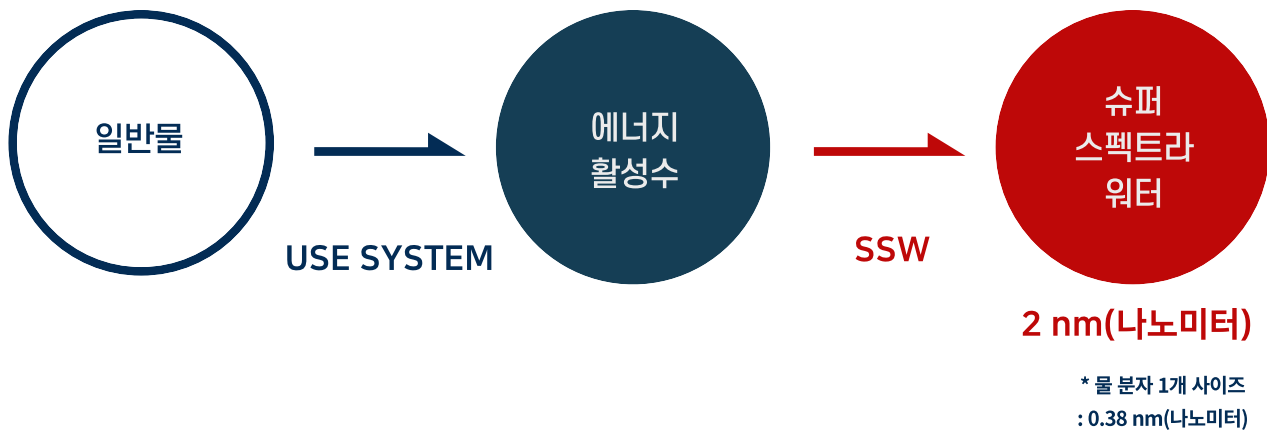 일반물
USE SYSTEM
에너지
활성수
SSW
슈퍼
스펙트라
워터
2 nm(나노미터)
* 물 분자 1개 사이즈
: 0.38 nm(나노미터)